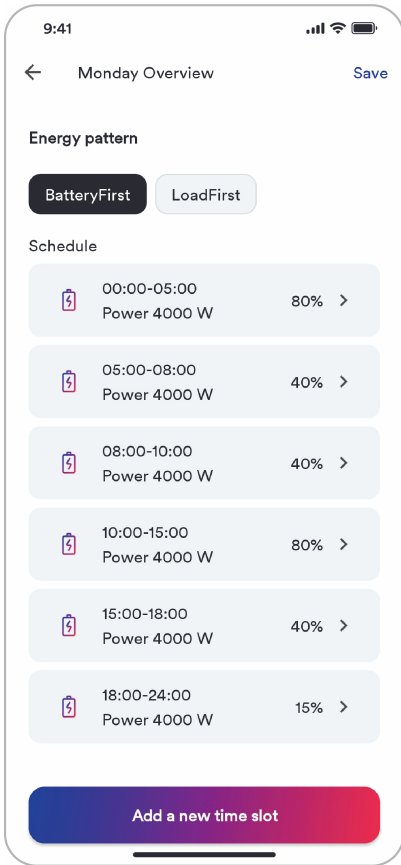 9:41
Monday Overview
Save
Energy pattern
BatteryFirst
LoadFirst
Schedule
00:00-05:00
Power 4000 W
80%
05:00-08:00
Power 4000 W
40%
08:00-10:00
Power 4000 W
40%
10:00-15:00
Power 4000 W
80%
15:00-18:00
Power 4000 W
40%
18:00-24:00
Power 4000 W
15%
Add a new time slot